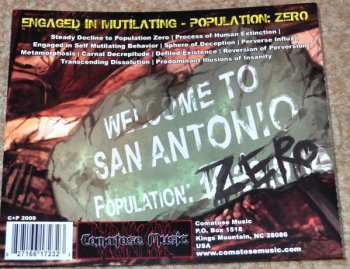 ENGAGED IN MUTILATING - POPULATION: ZERO
Steady Decline to Population Zero | Process of Human Extinction |
Engaged in Self Mutilating Behavior | Sphere of Deception | Perverse Influx
Metamorphosis | Carnal Decrepitude | Defiled Existence | Reversion of Perversion
Transcending Dissolution | Predominant Illusions of Insanity
WELCOME TO
SAN ANTONIO
POPULATION:
ZERO
C+P 2009
Comatose Music
Comatose Music
P.O. Box 1518
Kings Mountain, NC 28086
USA
www.comatosemusic.com